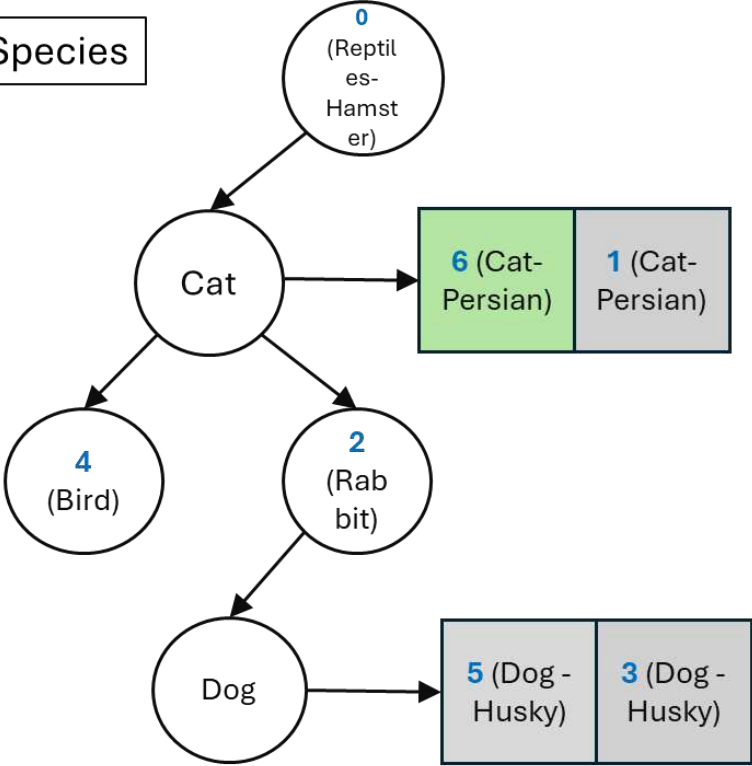 Species
0
(Reptil
es-
Hamst
er)
Cat
6 (Cat-
Persian)
1 (Cat-
Persian)
4
(Bird)
2
(Rab
bit)
Dog
5 (Dog -
Husky)
3 (Dog -
Husky)